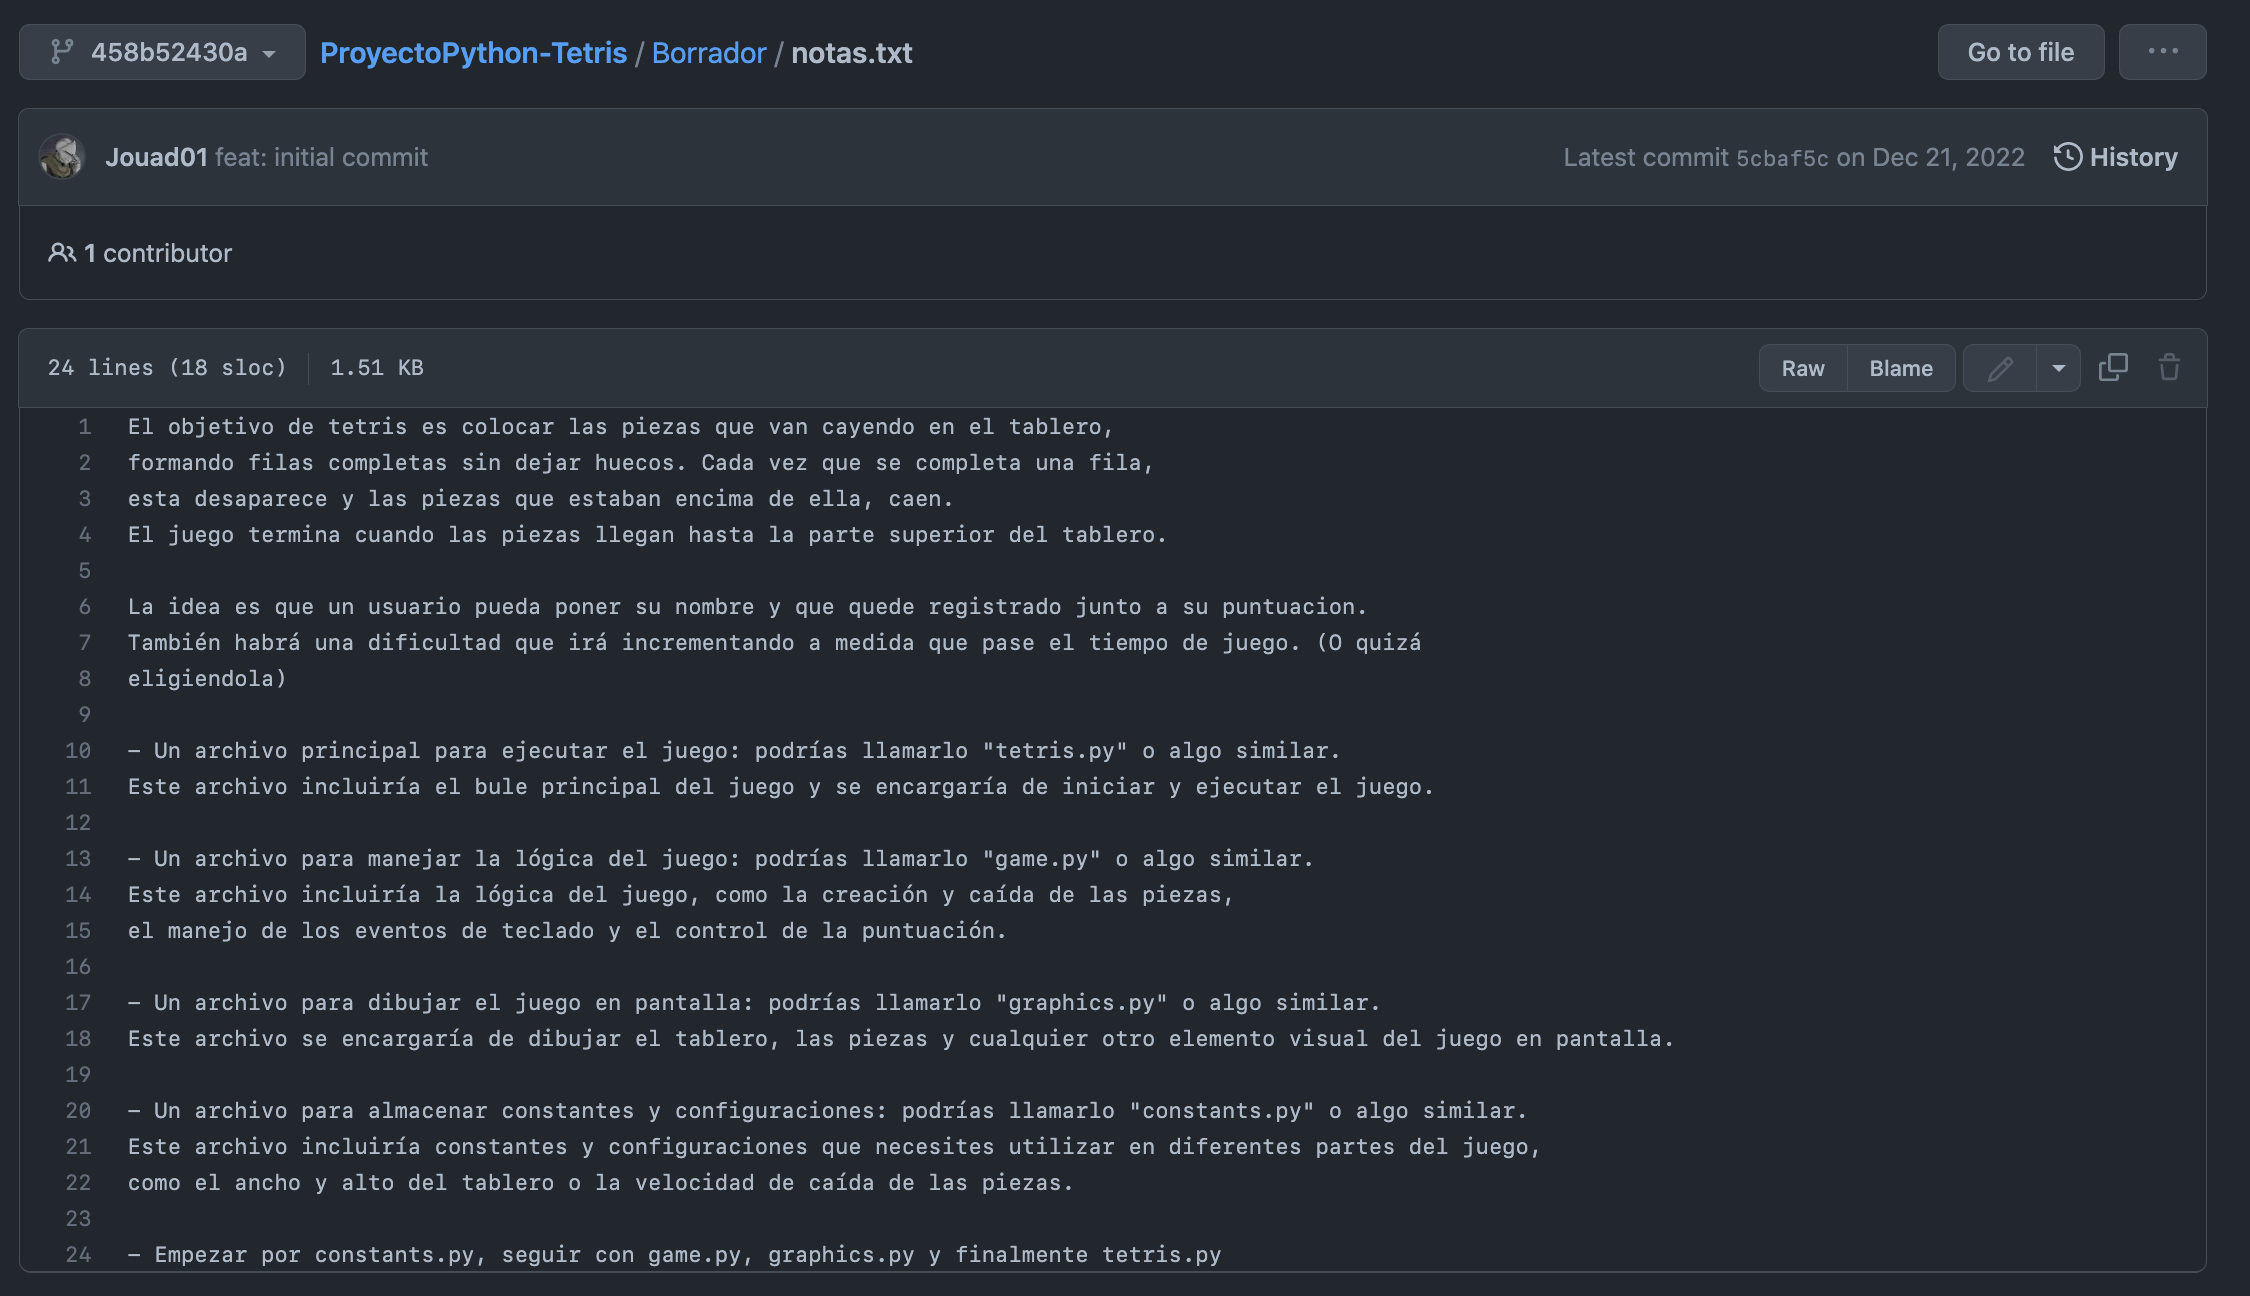 458b52430a
ProyectoPython-Tetris / Borrador / notas.txt
Go to file
Jouad01 feat: initial commit
Latest commit 5cbaf5c on Dec 21, 2022
History
1 contributor
24 lines (18 sloc)
1.51 KB
Raw
Blame
1 El objetivo de tetris es colocar las piezas que van cayendo en el tablero,
2 formando filas completas sin dejar huecos. Cada vez que se completa una fila,
3 esta desaparece y las piezas que estaban encima de ella, caen.
4 El juego termina cuando las piezas llegan hasta la parte superior del tablero.
5
6 La idea es que un usuario pueda poner su nombre y que quede registrado junto a su puntuacion.
7 También habrá una dificultad que irá incrementando a medida que pase el tiempo de juego. (O quizá
8 eligiendola)
9
10 – Un archivo principal para ejecutar el juego: podrías llamarlo "tetris.py" o algo similar.
11 Este archivo incluiría el bule principal del juego y se encargaría de iniciar y ejecutar el juego.
12
13 – Un archivo para manejar la lógica del juego: podrías llamarlo "game.py" o algo similar.
14 Este archivo incluiría la lógica del juego, como la creación y caída de las piezas,
15 el manejo de los eventos de teclado y el control de la puntuación.
16
17 – Un archivo para dibujar el juego en pantalla: podrías llamarlo "graphics.py" o algo similar.
18 Este archivo se encargaría de dibujar el tablero, las piezas y cualquier otro elemento visual del juego en pantalla.
19
20 – Un archivo para almacenar constantes y configuraciones: podrías llamarlo "constants.py" o algo similar.
21 Este archivo incluiría constantes y configuraciones que necesites utilizar en diferentes partes del juego,
22 como el ancho y alto del tablero o la velocidad de caída de las piezas.
23
24 – Empezar por constants.py, seguir con game.py, graphics.py y finalmente tetris.py